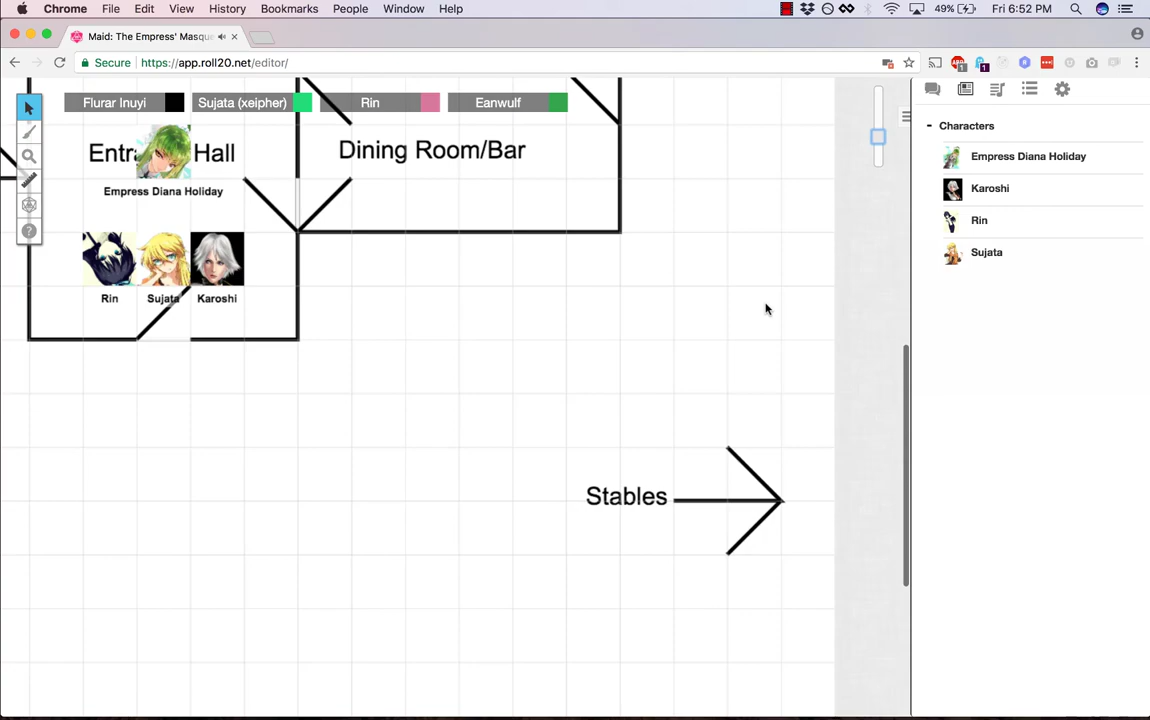 Chrome File Edit View History Bookmarks People Window Help 49% Fri 6:52 PM
Maid: The Empress' Masque
Secure https://app.roll20.net/editor/
Flurar Inuyi Sujata (xeipher) Rin Eanwulf
Characters
Empress Diana Holiday
Karoshi
Rin
Sujata
Hall
Dining Room/Bar
Empress Diana Holiday
Rin Sujata Karoshi
Stables